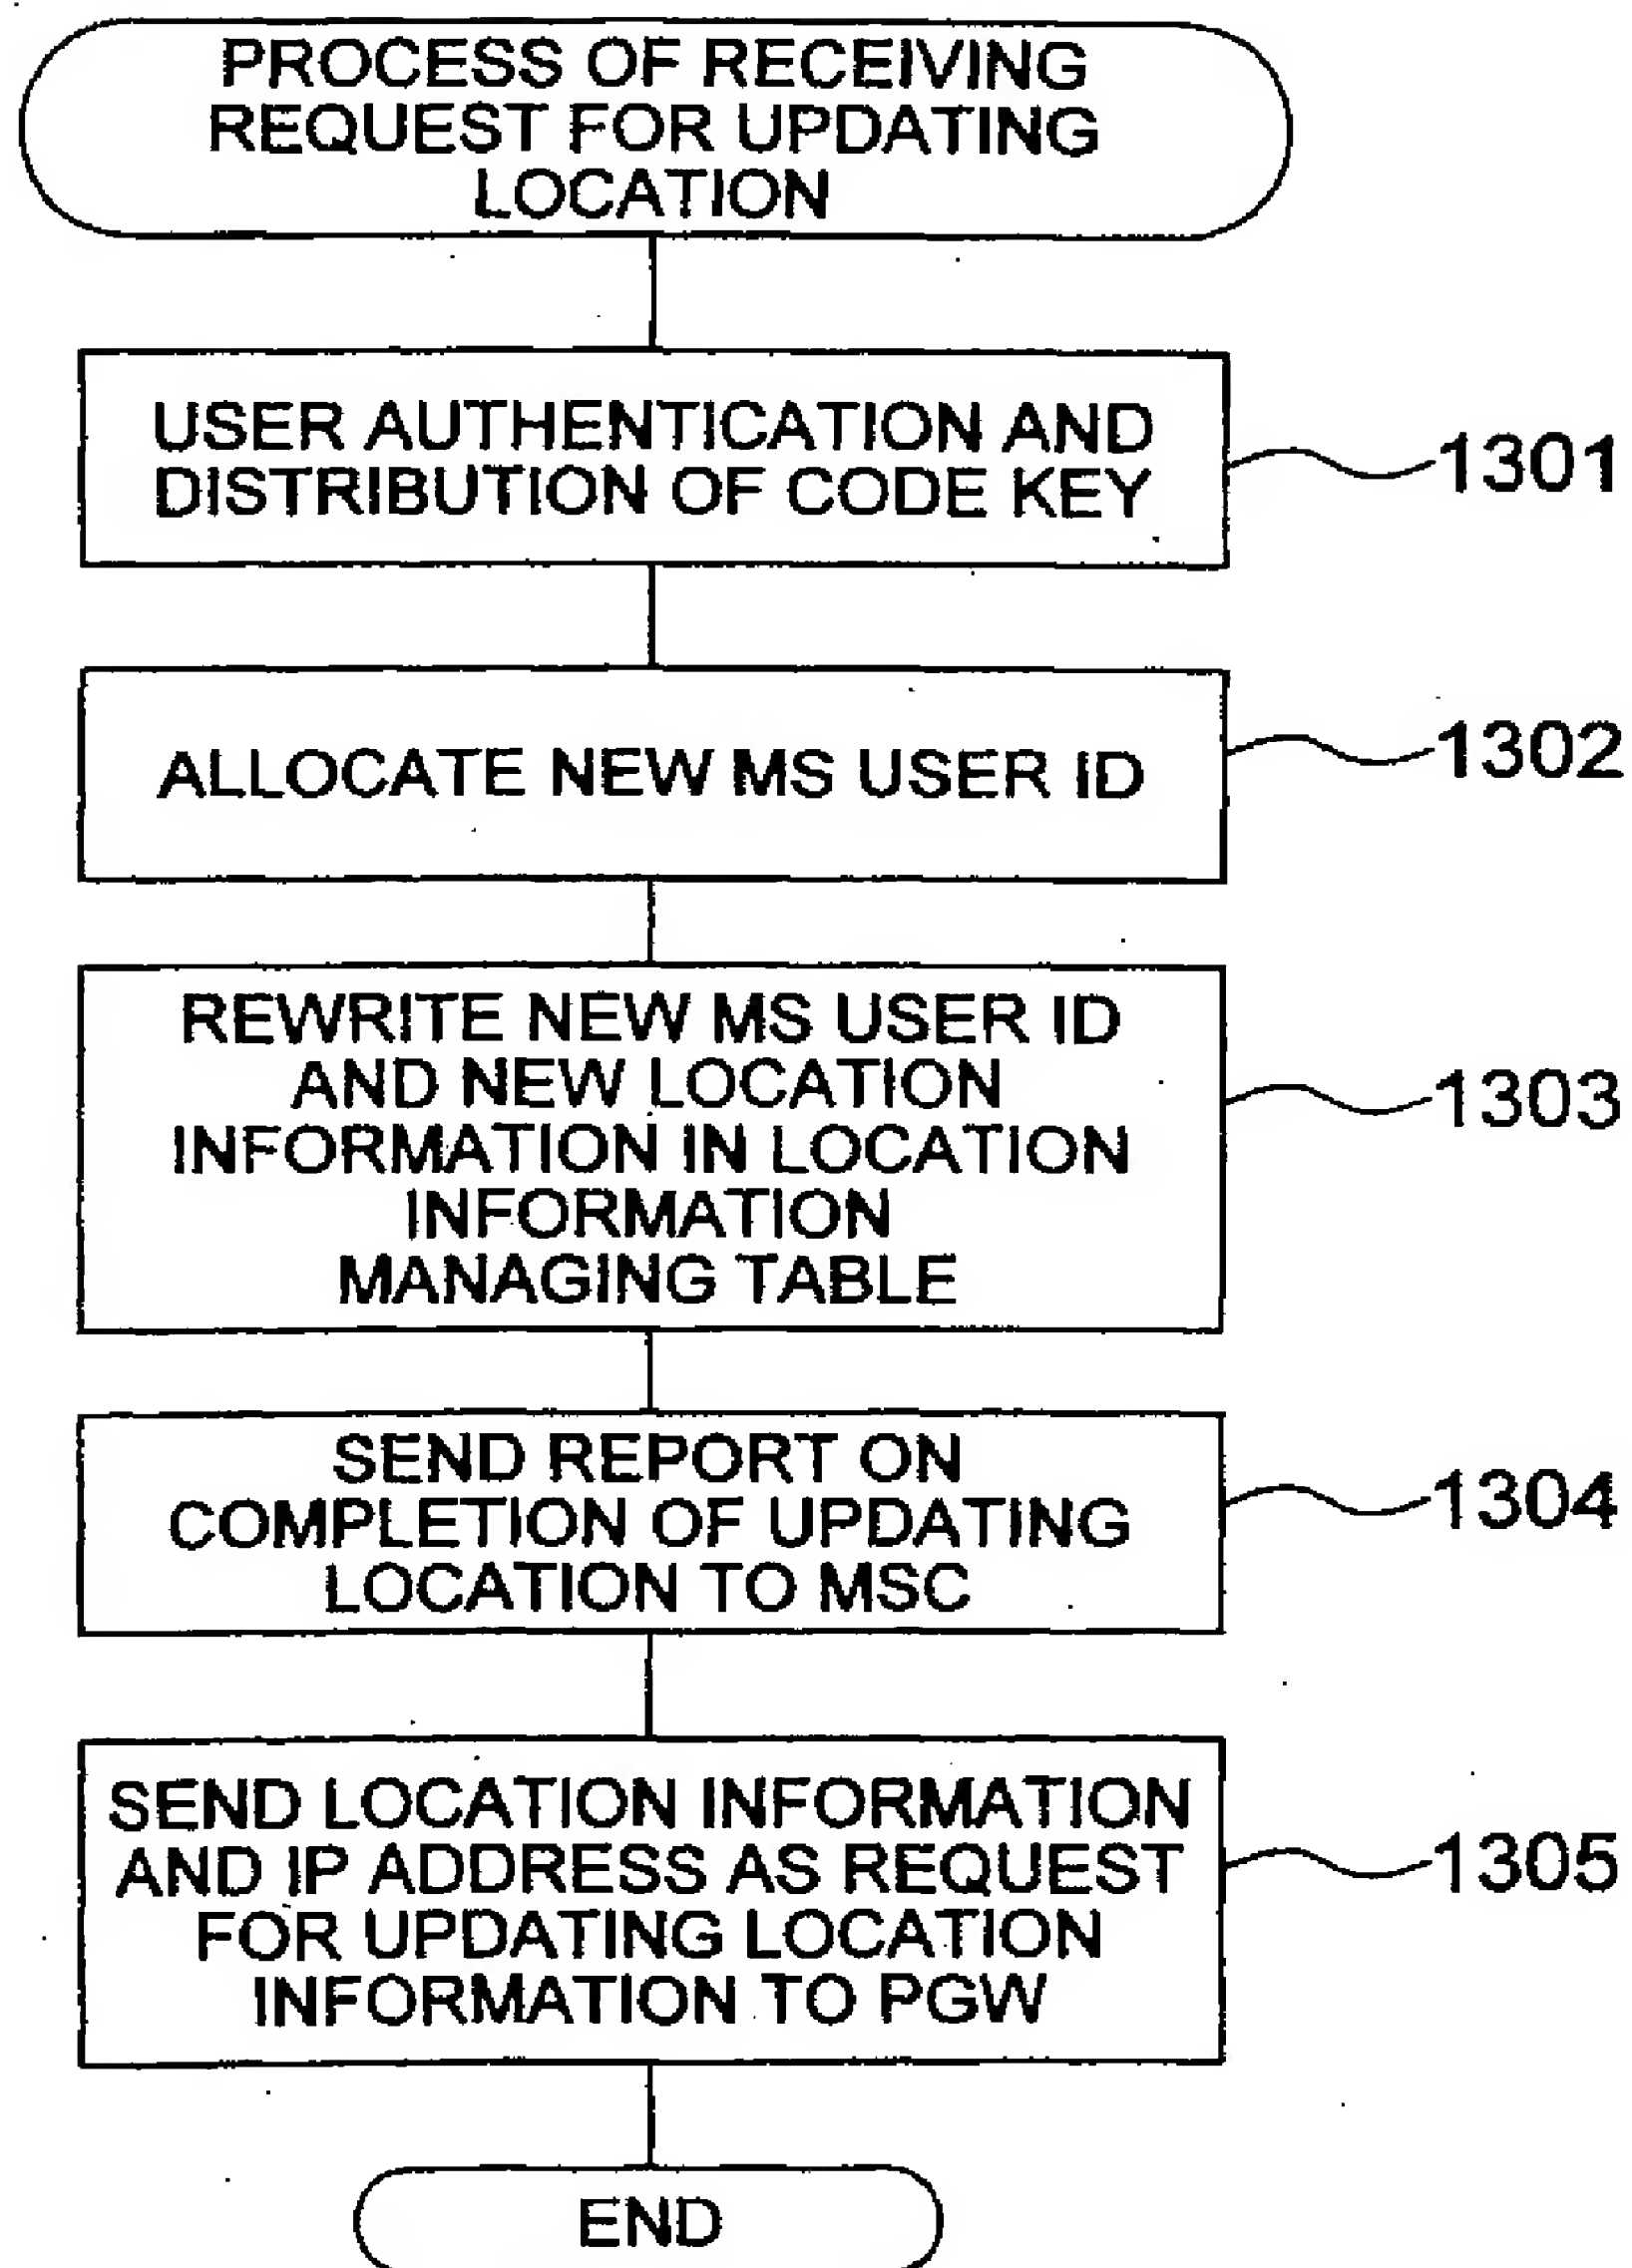 PROCESS OF RECEIVING
REQUEST FOR UPDATING
LOCATION
USER AUTHENTICATION AND
DISTRIBUTION OF CODE KEY
1301
ALLOCATE NEW MS USER ID
1302
REWRITE NEW MS USER ID
AND NEW LOCATION
INFORMATION IN LOCATION
INFORMATION
MANAGING TABLE
1303
SEND REPORT ON
COMPLETION OF UPDATING
LOCATION TO MSC
1304
SEND LOCATION INFORMATION
AND IP ADDRESS AS REQUEST
FOR UPDATING LOCATION
INFORMATION TO PGW
1305
END